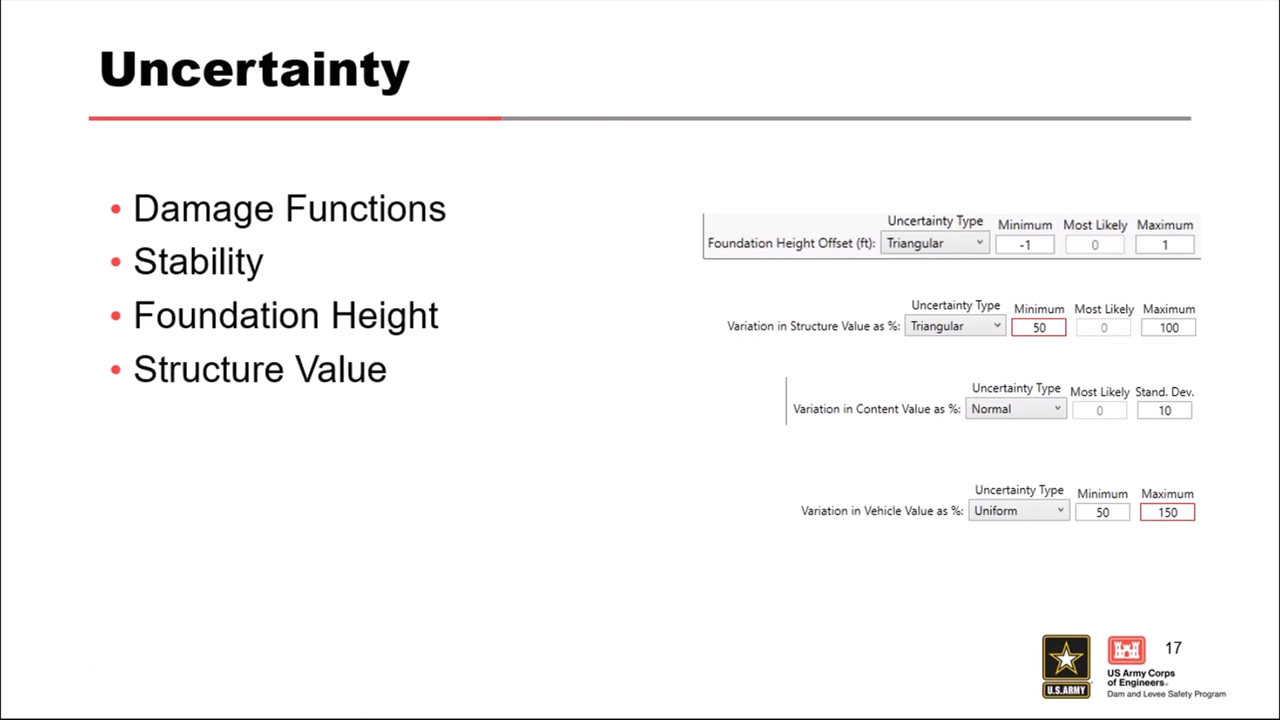 Uncertainty
• Damage Functions
• Stability
• Foundation Height
• Structure Value
Uncertainty Type Minimum Most Likely Maximum
Foundation Height Offset (ft): Triangular -1 0 1
Uncertainty Type Minimum Most Likely Maximum
Variation in Structure Value as %: Triangular 50 0 100
Uncertainty Type Most Likely Stand. Dev.
Variation in Content Value as %: Normal 0 10
Uncertainty Type Minimum Maximum
Variation in Vehicle Value as %: Uniform 50 150
U.S.ARMY
17
US Army Corps
of Engineers®
Dam and Levee Safety Program